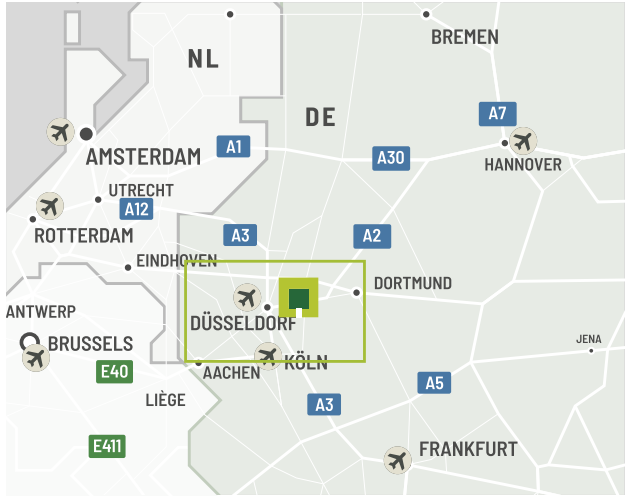 BREMEN
NL
A7
DE
A1
AMSTERDAM
A30
HANNOVER
UTRECHT
A12
ROTTERDAM
A3
A2
EINDHOVEN
DORTMUND
ANTWERP
DÜSSELDORF
BRUSSELS
JENA
KÖLN
E40
AACHEN
A5
LIÈGE
A3
E411
FRANKFURT